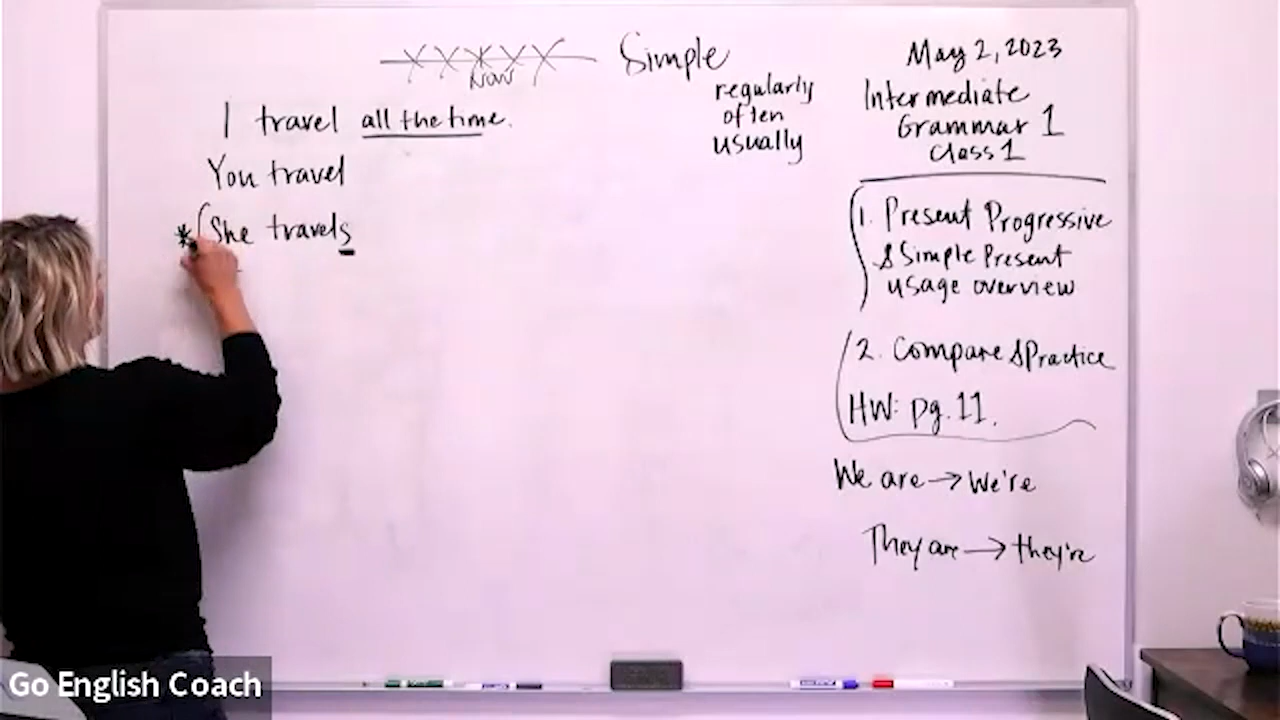 Now
Simple
regularly
often
usually
I travel all the time.
You travel
*(She travels
May 2, 2023
Intermediate
Grammar 1
Class 1
1. Present Progressive
& Simple Present
usage overview
2. Compare & Practice
HW: pg. 11.
We are → We're
They are → they're
Go English Coach